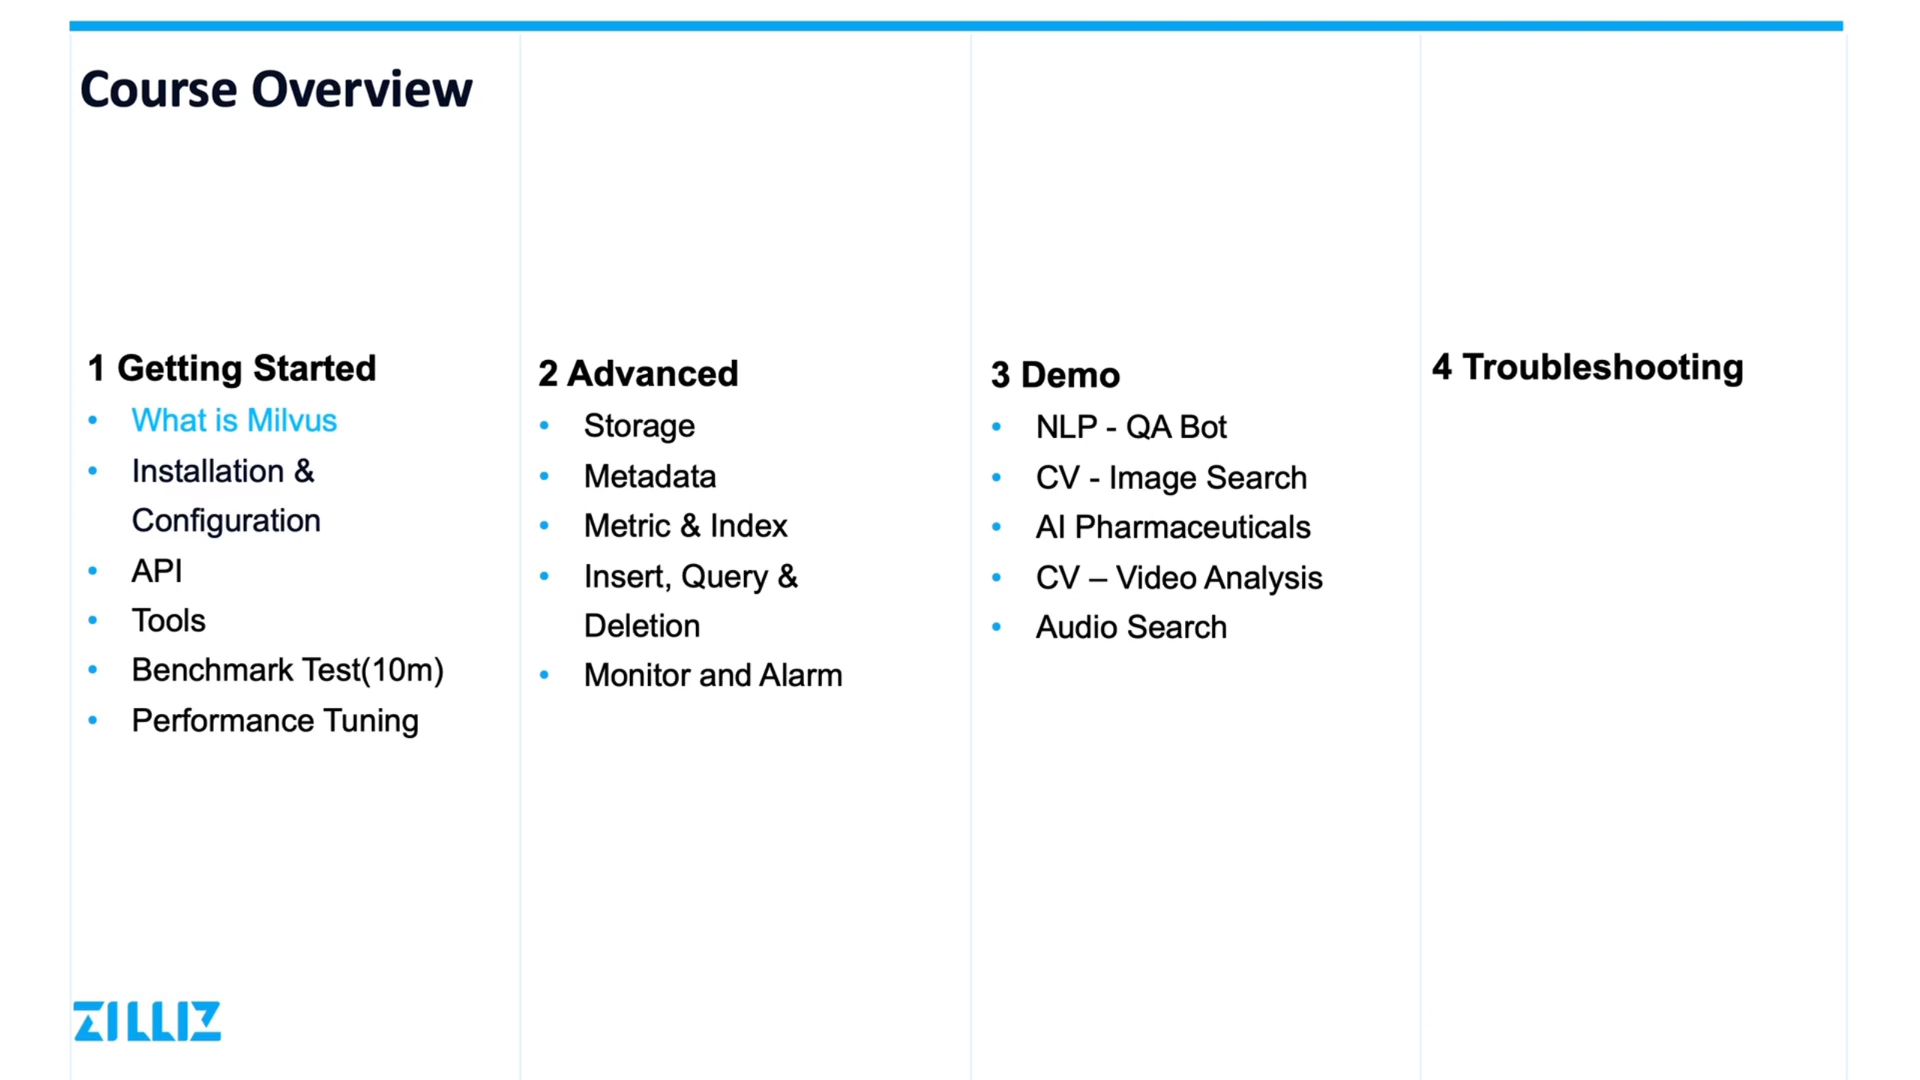 Course Overview
1 Getting Started
• What is Milvus
• Installation &
Configuration
• API
• Tools
• Benchmark Test(10m)
• Performance Tuning
2 Advanced
• Storage
• Metadata
• Metric & Index
• Insert, Query &
Deletion
• Monitor and Alarm
3 Demo
• NLP - QA Bot
• CV - Image Search
• AI Pharmaceuticals
• CV – Video Analysis
• Audio Search
4 Troubleshooting
ZILLIZ